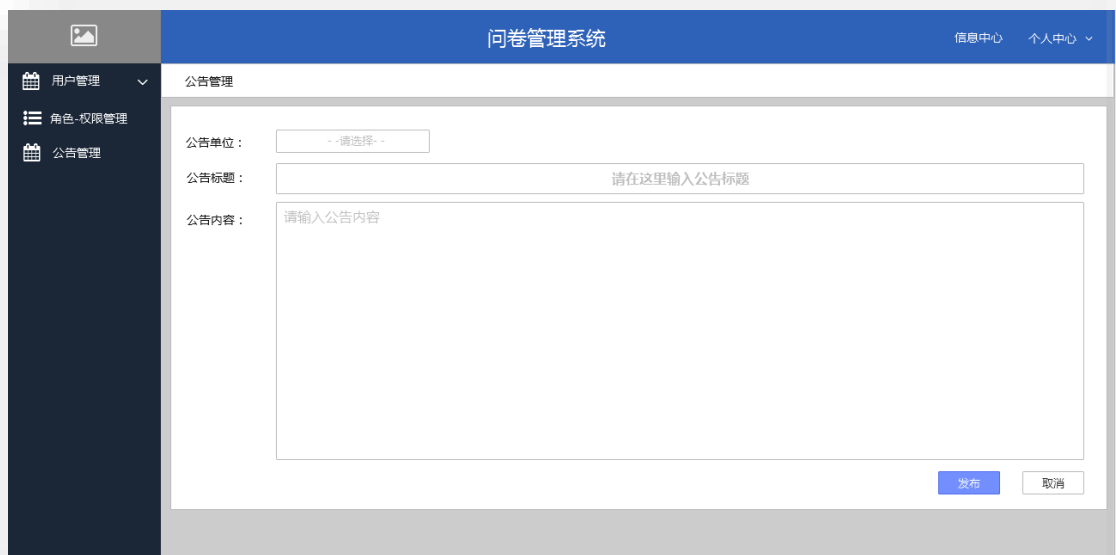 问卷管理系统
信息中心
个人中心
用户管理
角色-权限管理
公告管理
公告管理
公告单位：
- -请选择- -
公告标题：
请在这里输入公告标题
公告内容：
请输入公告内容
发布
取消